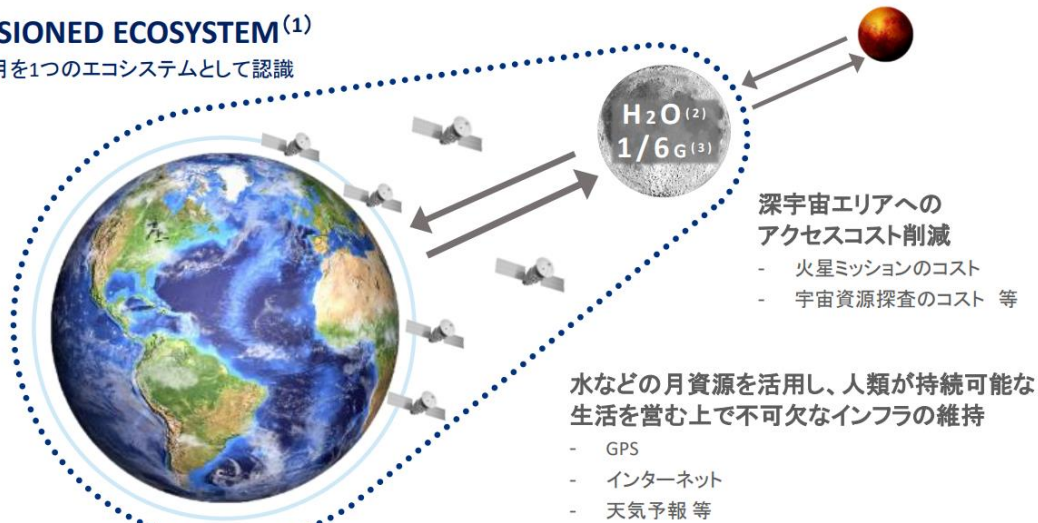 SIONED ECOSYSTEM(1)
月を1つのエコシステムとして認識
H2O(2)
1/6G(3)
深宇宙エリアへの
アクセスコスト削減
- 火星ミッションのコスト
- 宇宙資源探査のコスト 等
水などの月資源を活用し、人類が持続可能な
生活を営む上で不可欠なインフラの維持
- GPS
- インターネット
- 天気予報 等